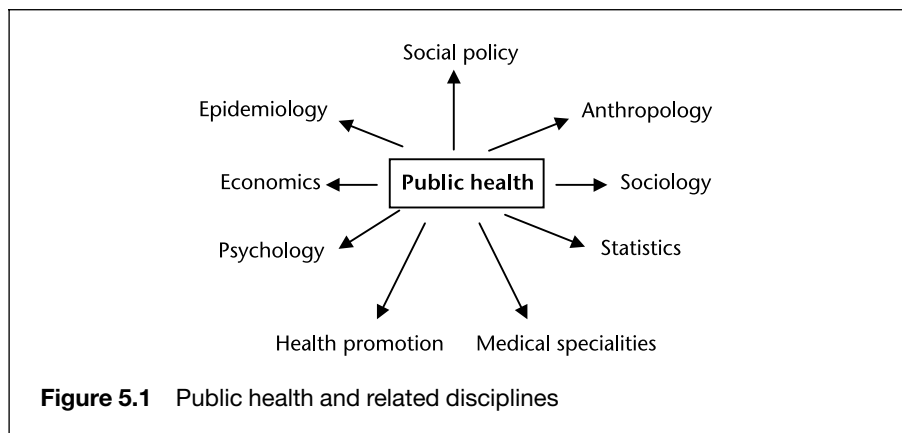 Social policy
Epidemiology
Anthropology
Economics
Public health
Sociology
Psychology
Statistics
Health promotion
Medical specialities
Figure 5.1 Public health and related disciplines